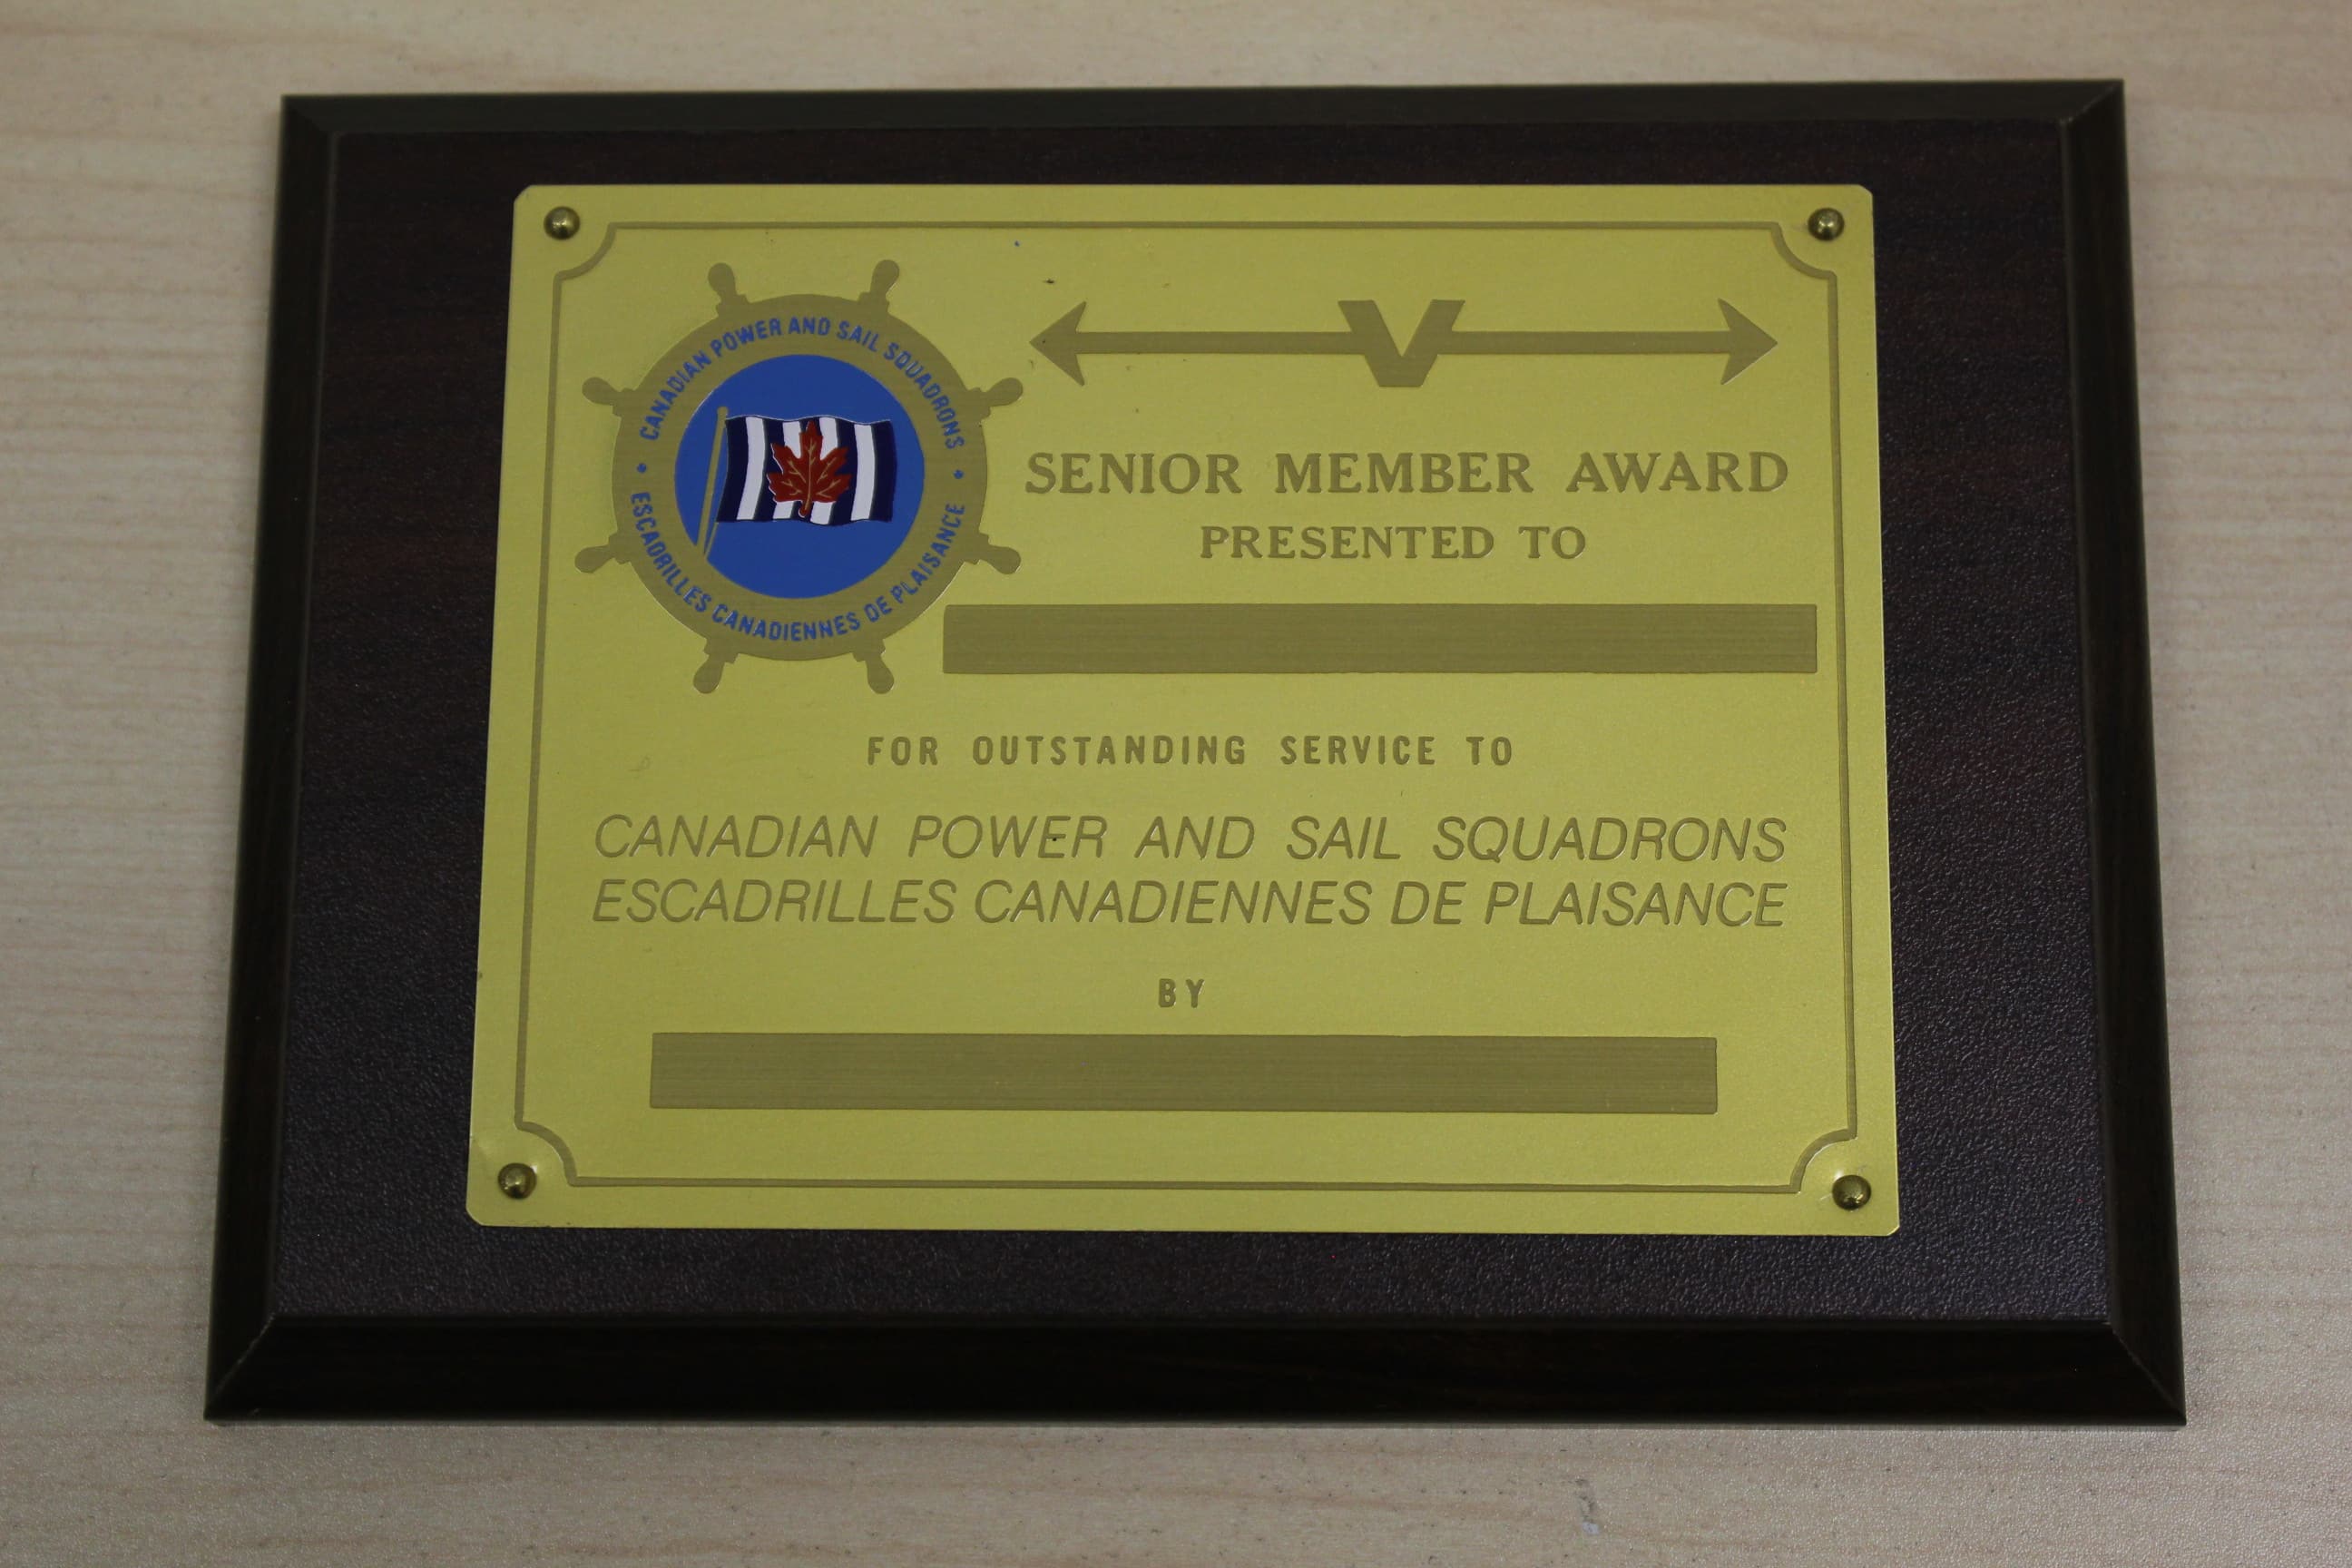 CANADIAN POWER AND SAIL SQUADRONS
ESCADRILLES CANADIENNES DE PLAISANCE
V
SENIOR MEMBER AWARD
PRESENTED TO
FOR OUTSTANDING SERVICE TO
CANADIAN POWER AND SAIL SQUADRONS
ESCADRILLES CANADIENNES DE PLAISANCE
BY